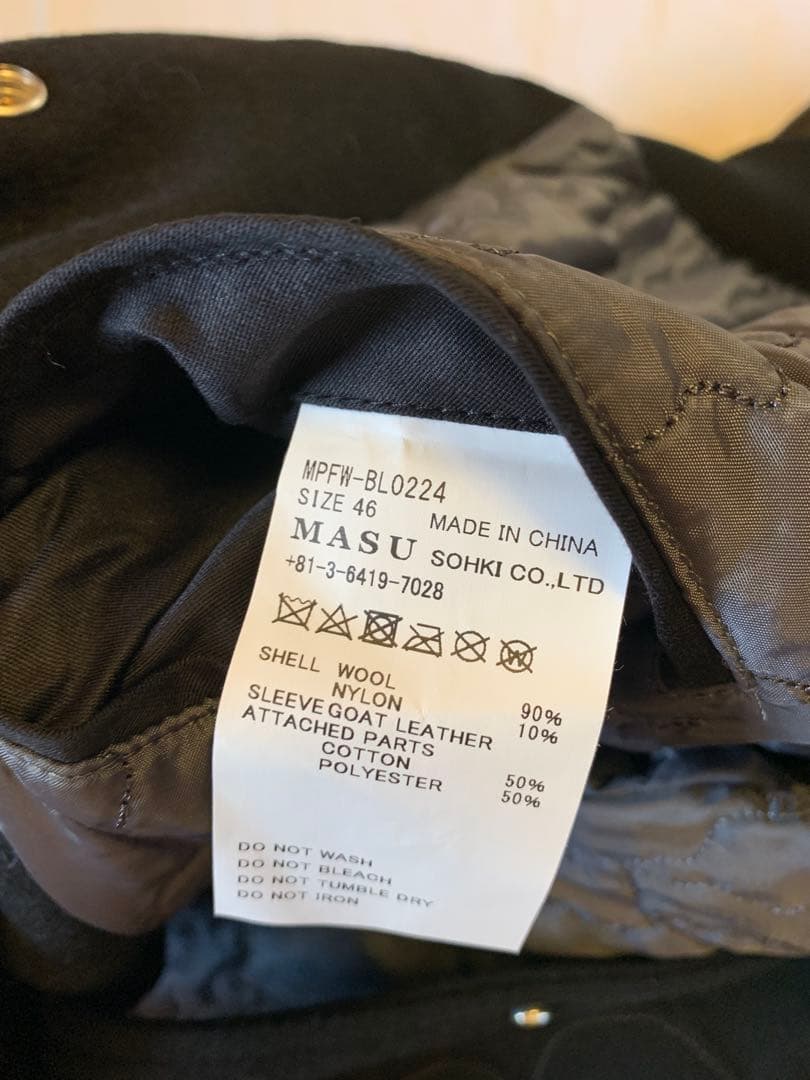 MPFW-BL0224
SIZE 46
MADE IN CHINA
MASU SOHKI CO.,LTD
+81-3-6419-7028
W
SHELL WOOL 90%
NYLON 10%
SLEEVE GOAT LEATHER
ATTACHED PARTS
COTTON 50%
POLYESTER 50%
DO NOT WASH
DO NOT BLEACH
DO NOT TUMBLE DRY
DO NOT IRON